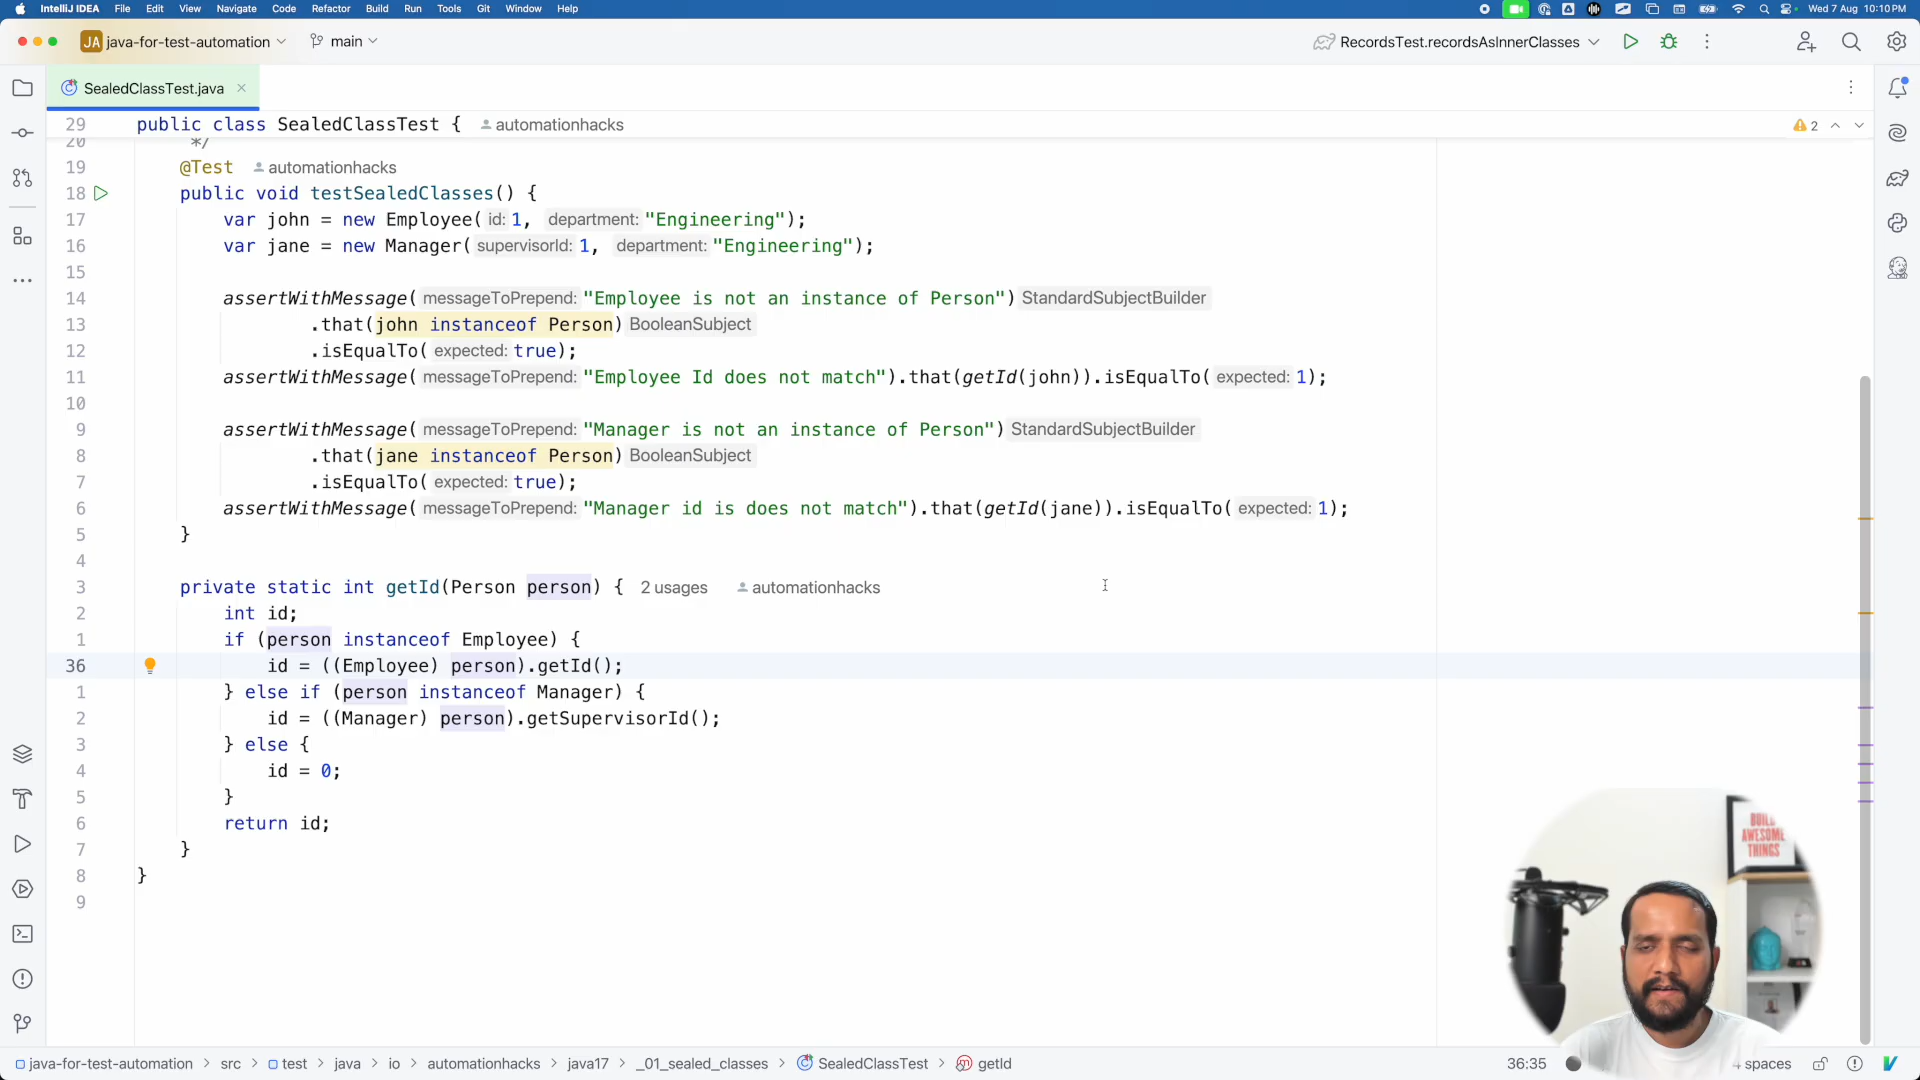 IntelliJ IDEA File Edit View Navigate Code Refactor Build Run Tools Git Window Help Wed 7 Aug 10:10 PM
JA java-for-test-automation main RecordsTest.recordsAsInnerClasses
SealedClassTest.java
29 public class SealedClassTest { automationhacks 2
20 */
19 @Test automationhacks
18 public void testSealedClasses() {
17 var john = new Employee( id: 1, department: "Engineering");
16 var jane = new Manager( supervisorId: 1, department: "Engineering");
15
14 assertWithMessage( messageToPrepend: "Employee is not an instance of Person") StandardSubjectBuilder
13 .that(john instanceof Person) BooleanSubject
12 .isEqualTo( expected: true);
11 assertWithMessage( messageToPrepend: "Employee Id does not match").that(getId(john)).isEqualTo( expected: 1);
10
9 assertWithMessage( messageToPrepend: "Manager is not an instance of Person") StandardSubjectBuilder
8 .that(jane instanceof Person) BooleanSubject
7 .isEqualTo( expected: true);
6 assertWithMessage( messageToPrepend: "Manager id is does not match").that(getId(jane)).isEqualTo( expected: 1);
5 }
4
3 private static int getId(Person person) { 2 usages automationhacks
2 int id;
1 if (person instanceof Employee) {
36 id = ((Employee) person).getId();
1 } else if (person instanceof Manager) {
2 id = ((Manager) person).getSupervisorId();
3 } else {
4 id = 0;
5 }
6 return id;
7 }
8 }
9
BUILD
AWESOME
THINGS
java-for-test-automation > src > test > java > io > automationhacks > java17 > _01_sealed_classes > SealedClassTest > getId 36:35 spaces